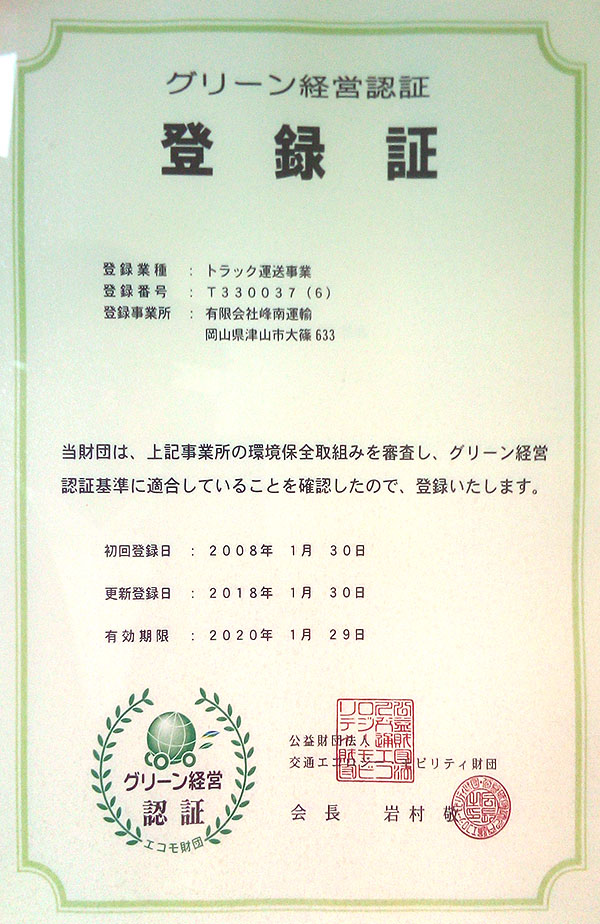 グリーン経営認証
登録証
登録業種 : トラック運送事業
登録番号 : T330037(6)
登録事業所 : 有限会社峰南運輸
岡山県津山市大篠633
当財団は、上記事業所の環境保全取組みを審査し、グリーン経営
認証基準に適合していることを確認したので、登録いたします。
初回登録日 : 2008年 1月 30日
更新登録日 : 2018年 1月 30日
有効期限 : 2020年 1月 29日
グリーン経営
認証
エコモ財団
公益財団法人
交通エコロジー・モビリティ財団
会長 岩村 敬